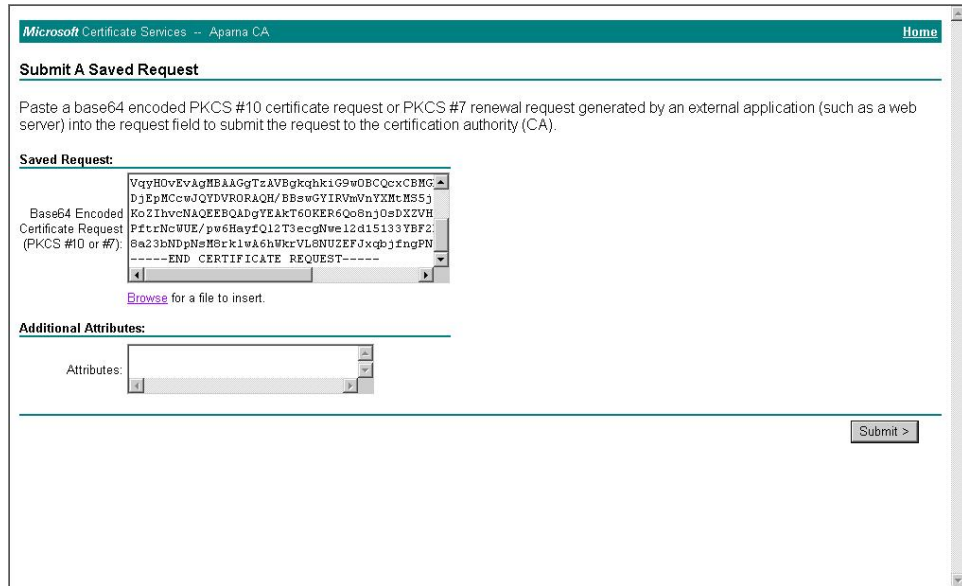 Microsoft Certificate Services -- Aparna CA Home
Submit A Saved Request
Paste a base64 encoded PKCS #10 certificate request or PKCS #7 renewal request generated by an external application (such as a web
server) into the request field to submit the request to the certification authority (CA).
Saved Request:
VqyHOvEvAgMBAAGgTzAVBgkqhkiG9w0BCQcxCBMG
DjEpMCcwJQYDVR0RAQH/BBswGYIRVmVnYXMtMS5j
Base64 Encoded KoZIhvcNAQEEBQADgYEAkT6OKER6Qo8nj0sDXZVH
Certificate Request PftrNcWUE/pw6HayfQl2T3ecgNwel2d15133YBF2
(PKCS #10 or #7): 8a23bNDpNsM8rklwA6hWkrVL8NUZEFJxqbjfngPN
-----END CERTIFICATE REQUEST-----
Browse for a file to insert.
Additional Attributes:
Attributes:
Submit >